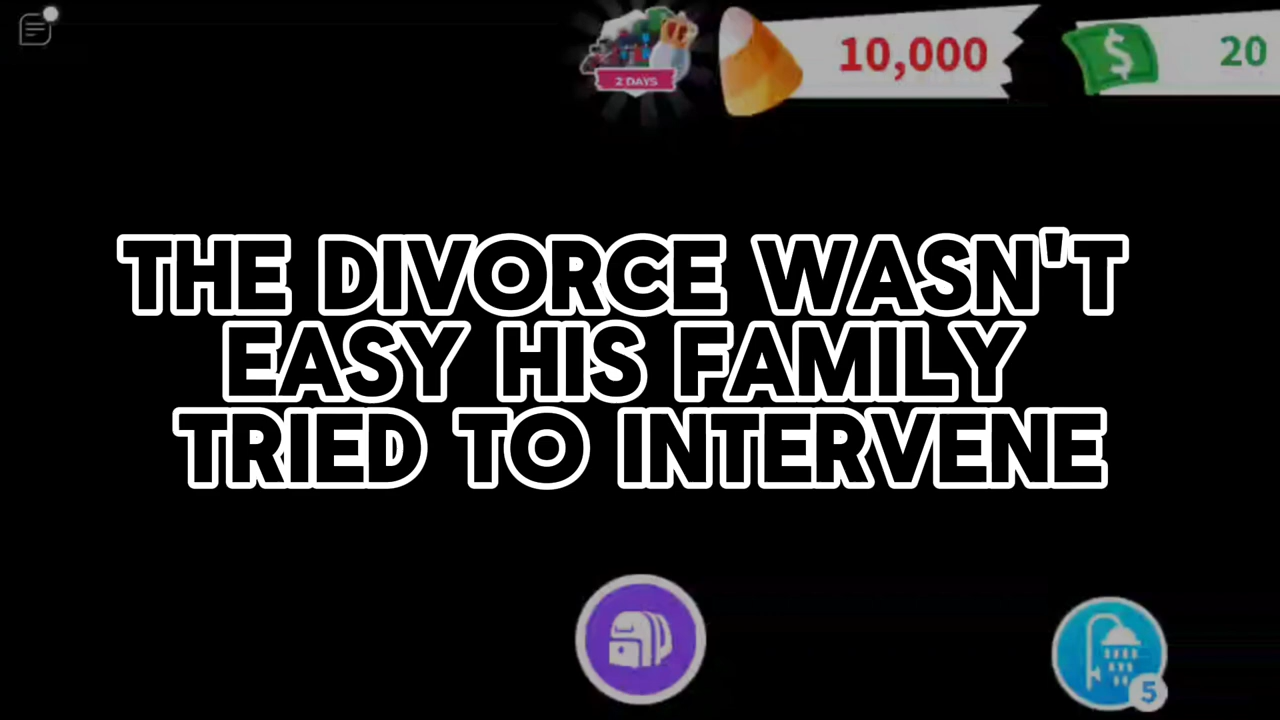 2 DAYS
10,000
20
THE DIVORCE WASN'T
EASY HIS FAMILY
TRIED TO INTERVENE
5